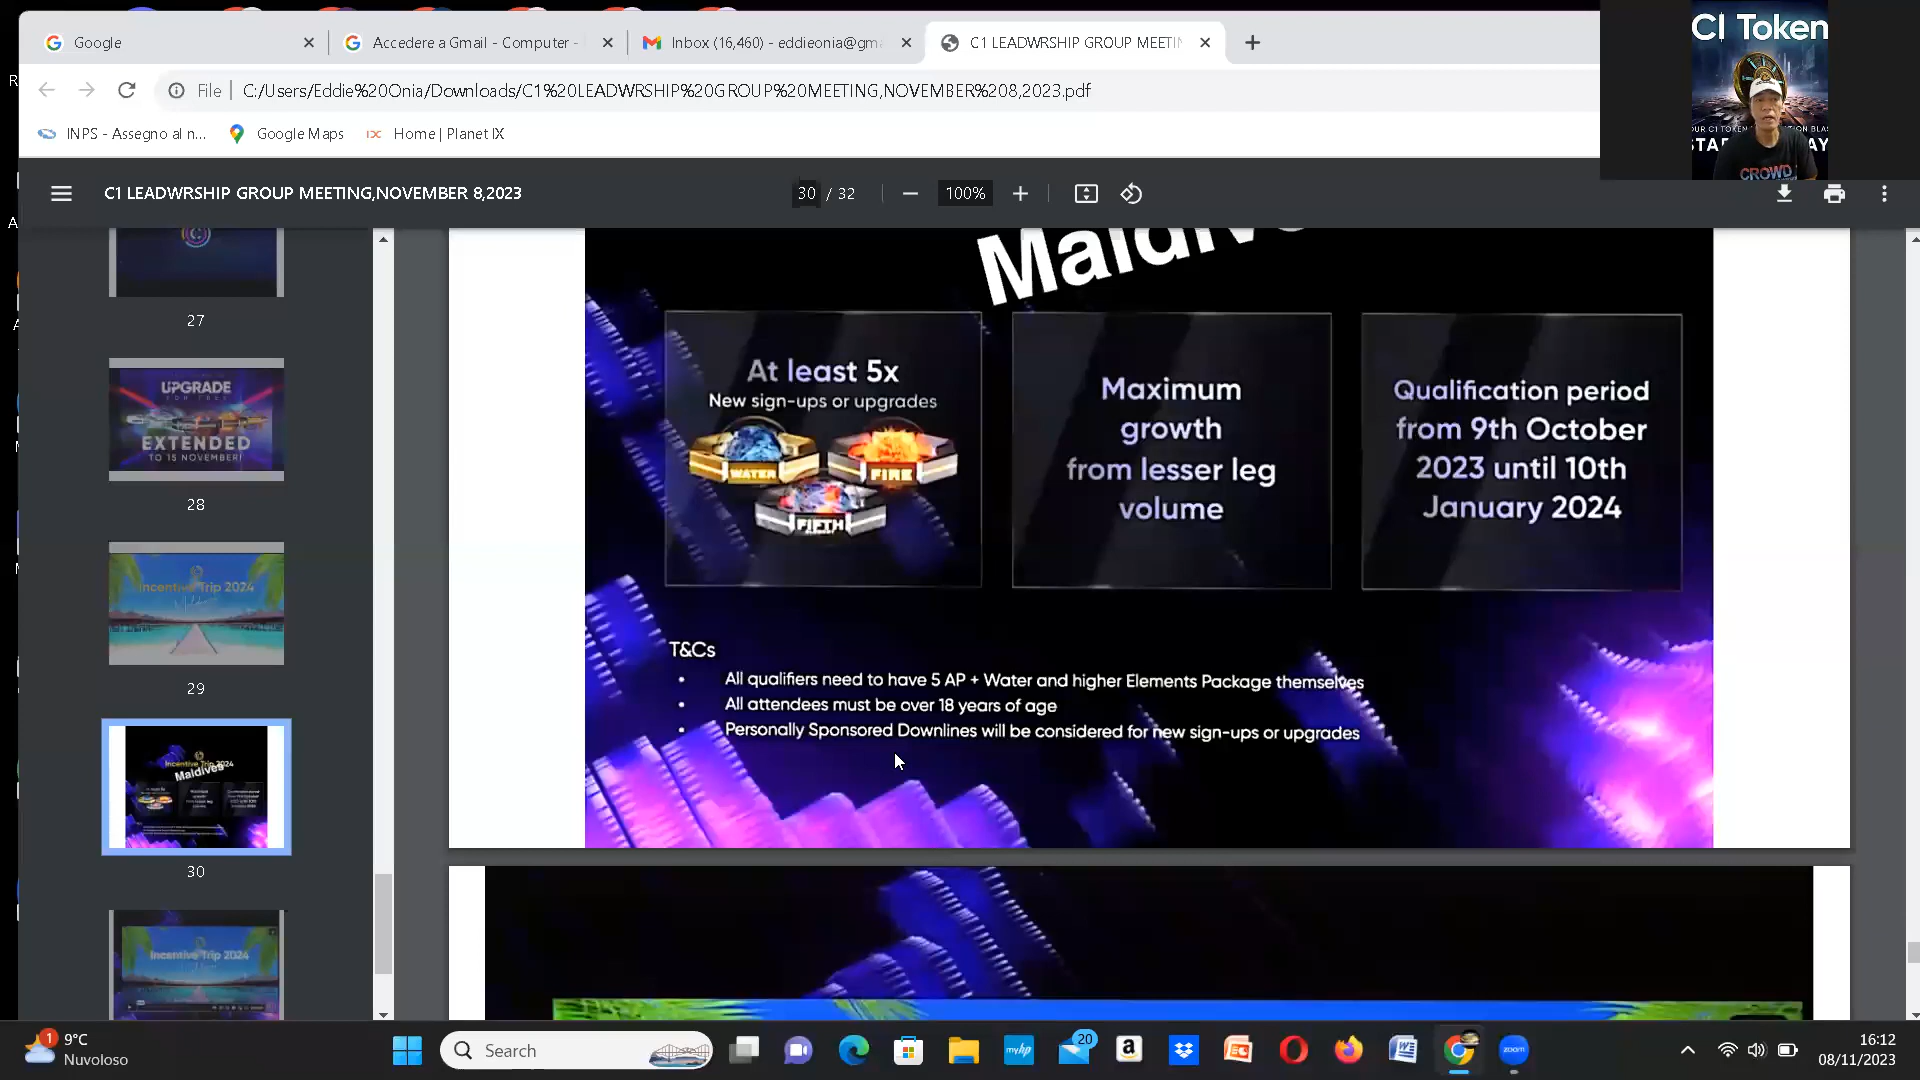 Google
Accedere a Gmail - Computer -
Inbox (16,460) - eddieonia@gm
C1 LEADWRSHIP GROUP MEETIN
File
C:/Users/Eddie%20Onia/Downloads/C1%20LEADWRSHIP%20GROUP%20MEETING,NOVEMBER%208,2023.pdf
INPS - Assegno al n...
Google Maps
Home | Planet IX
C1 LEADWRSHIP GROUP MEETING,NOVEMBER 8,2023
30 / 32
100%
CI Token
CROWD
27
UPGRADE
EXTENDED
TO 15 NOVEMBER!
28
Incentive Trip 2024
29
Incentive Trip 2024
Maldives
30
Incentive Trip 2024
At least 5x
New sign-ups or upgrades
WATER
FIRE
FIFTH
Maximum
growth
from lesser leg
volume
Qualification period
from 9th October
2023 until 10th
January 2024
T&Cs
• All qualifiers need to have 5 AP + Water and higher Elements Package themselves
• All attendees must be over 18 years of age
• Personally Sponsored Downlines will be considered for new sign-ups or upgrades
1
9°C
Nuvoloso
Search
myhp
20
zoom
16:12
08/11/2023